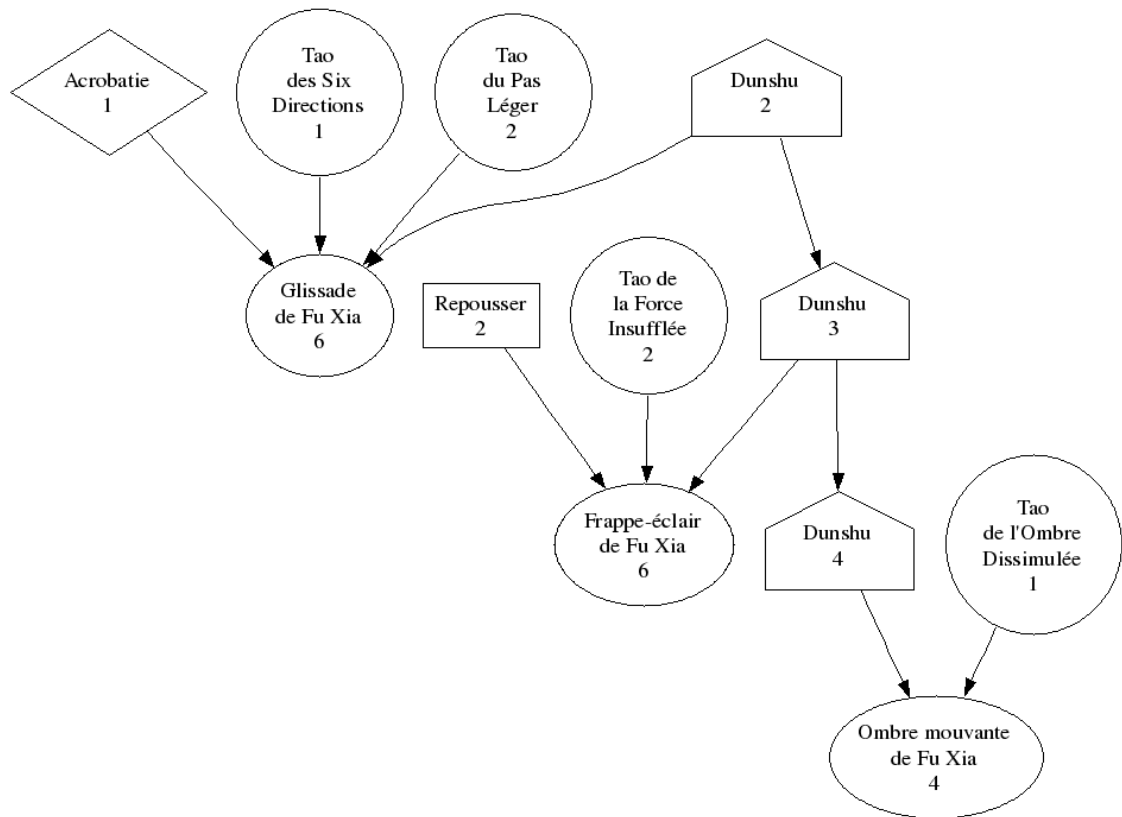 Acrobatie
1
Tao
des Six
Directions
1
Tao
du Pas
Léger
2
Dunshu
2
Glissade
de Fu Xia
6
Repousser
2
Tao de
la Force
Insufflée
2
Dunshu
3
Frappe-éclair
de Fu Xia
6
Dunshu
4
Tao
de l'Ombre
Dissimulée
1
Ombre mouvante
de Fu Xia
4